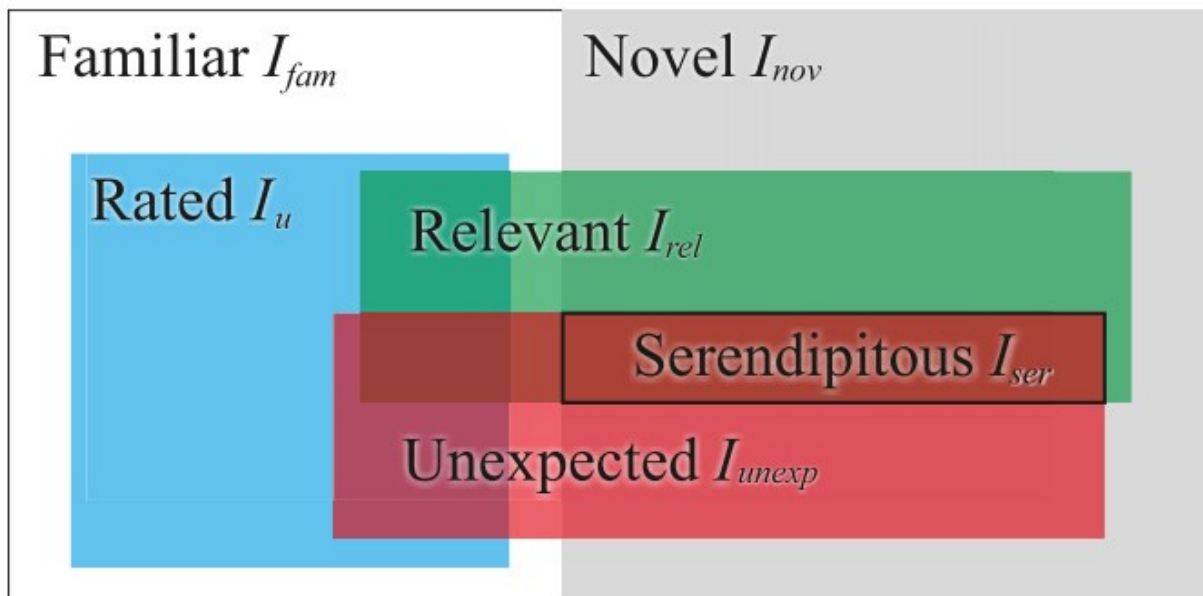 Familiar I_fam
Novel I_nov
Rated I_u
Relevant I_rel
Serendipitous I_ser
Unexpected I_unexp